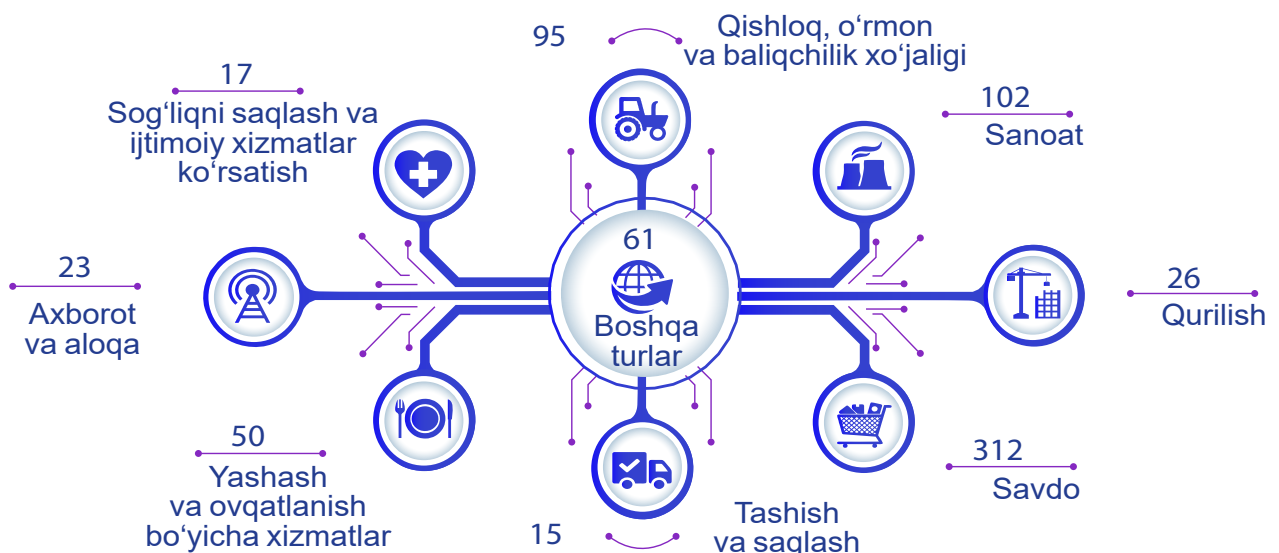 95
Qishloq, o‘rmon
va baliqchilik xo‘jaligi
17
Sog‘liqni saqlash va
ijtimoiy xizmatlar
ko‘rsatish
102
Sanoat
61
Boshqa
turlar
23
Axborot
va aloqa
26
Qurilish
50
Yashash
va ovqatlanish
bo‘yicha xizmatlar
312
Savdo
15
Tashish
va saqlash